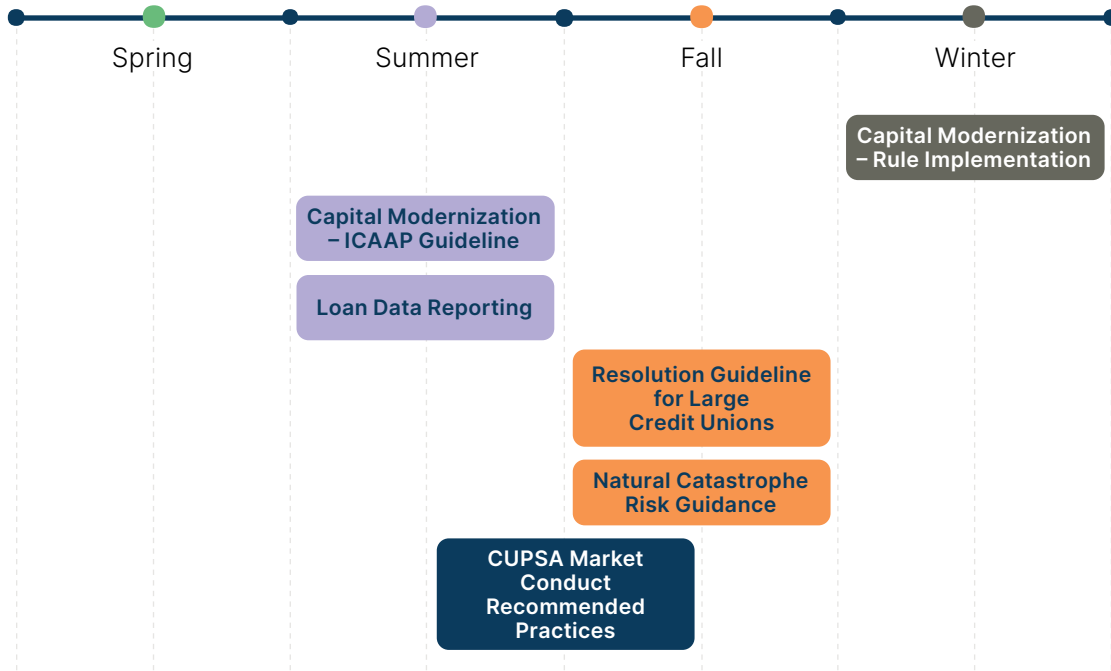 Spring
Summer
Fall
Winter
Capital Modernization
– Rule Implementation
Capital Modernization
– ICAAP Guideline
Loan Data Reporting
Resolution Guideline
for Large
Credit Unions
Natural Catastrophe
Risk Guidance
CUPSA Market
Conduct
Recommended
Practices